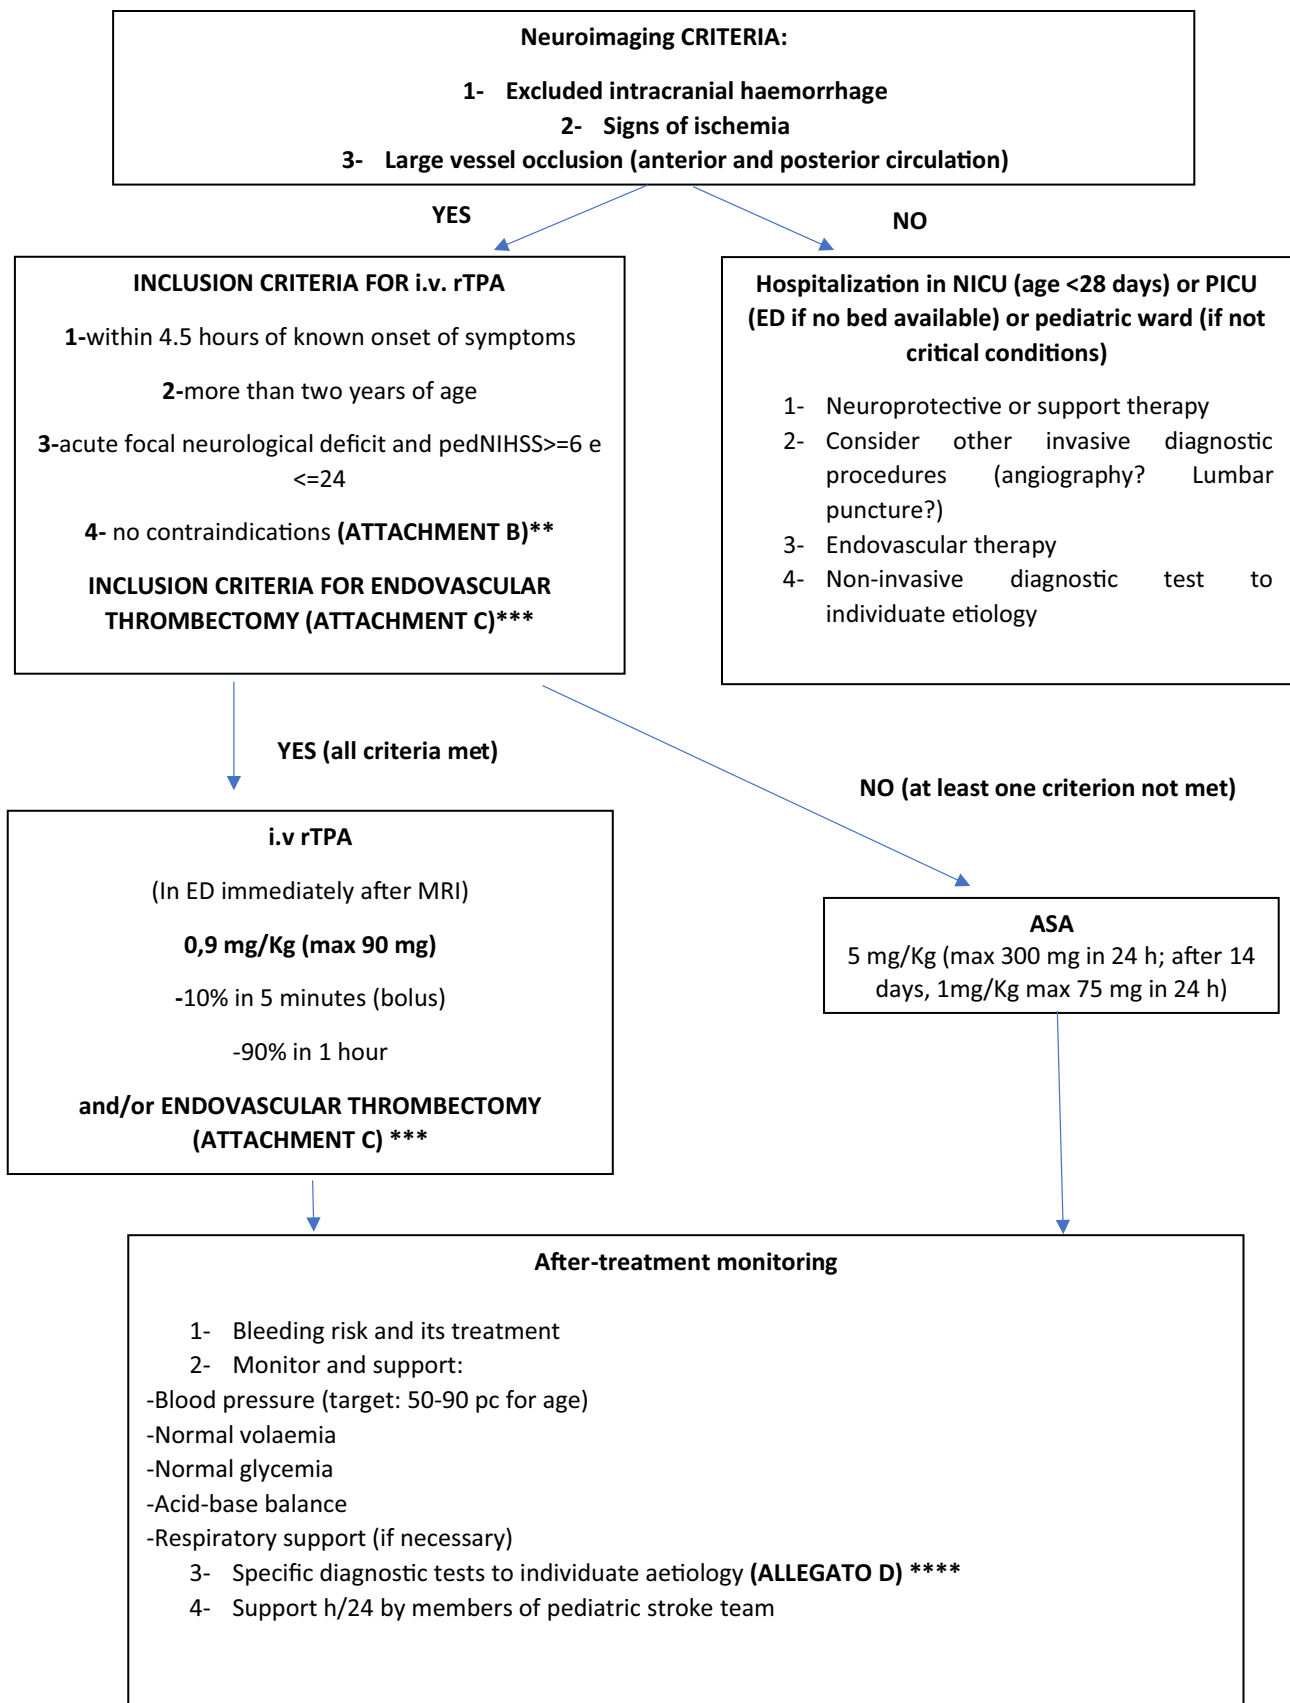 Neuroimaging CRITERIA:
1- Excluded intracranial haemorrhage
2- Signs of ischemia
3- Large vessel occlusion (anterior and posterior circulation)
YES
NO
INCLUSION CRITERIA FOR i.v. rTPA
1-within 4.5 hours of known onset of symptoms
2-more than two years of age
3-acute focal neurological deficit and pedNIHSS>=6 e
<=24
4- no contraindications (ATTACHMENT B)**
INCLUSION CRITERIA FOR ENDOVASCULAR
THROMBECTOMY (ATTACHMENT C)***
Hospitalization in NICU (age <28 days) or PICU
(ED if no bed available) or pediatric ward (if not
critical conditions)
1- Neuroprotective or support therapy
2- Consider other invasive diagnostic
procedures (angiography? Lumbar
puncture?)
3- Endovascular therapy
4- Non-invasive diagnostic test to
individuate etiology
YES (all criteria met)
NO (at least one criterion not met)
i.v rTPA
(In ED immediately after MRI)
0,9 mg/Kg (max 90 mg)
-10% in 5 minutes (bolus)
-90% in 1 hour
and/or ENDOVASCULAR THROMBECTOMY
(ATTACHMENT C) ***
ASA
5 mg/Kg (max 300 mg in 24 h; after 14
days, 1mg/Kg max 75 mg in 24 h)
After-treatment monitoring
1- Bleeding risk and its treatment
2- Monitor and support:
-Blood pressure (target: 50-90 pc for age)
-Normal volaemia
-Normal glycemia
-Acid-base balance
-Respiratory support (if necessary)
3- Specific diagnostic tests to individuate aetiology (ALLEGATO D) ****
4- Support h/24 by members of pediatric stroke team